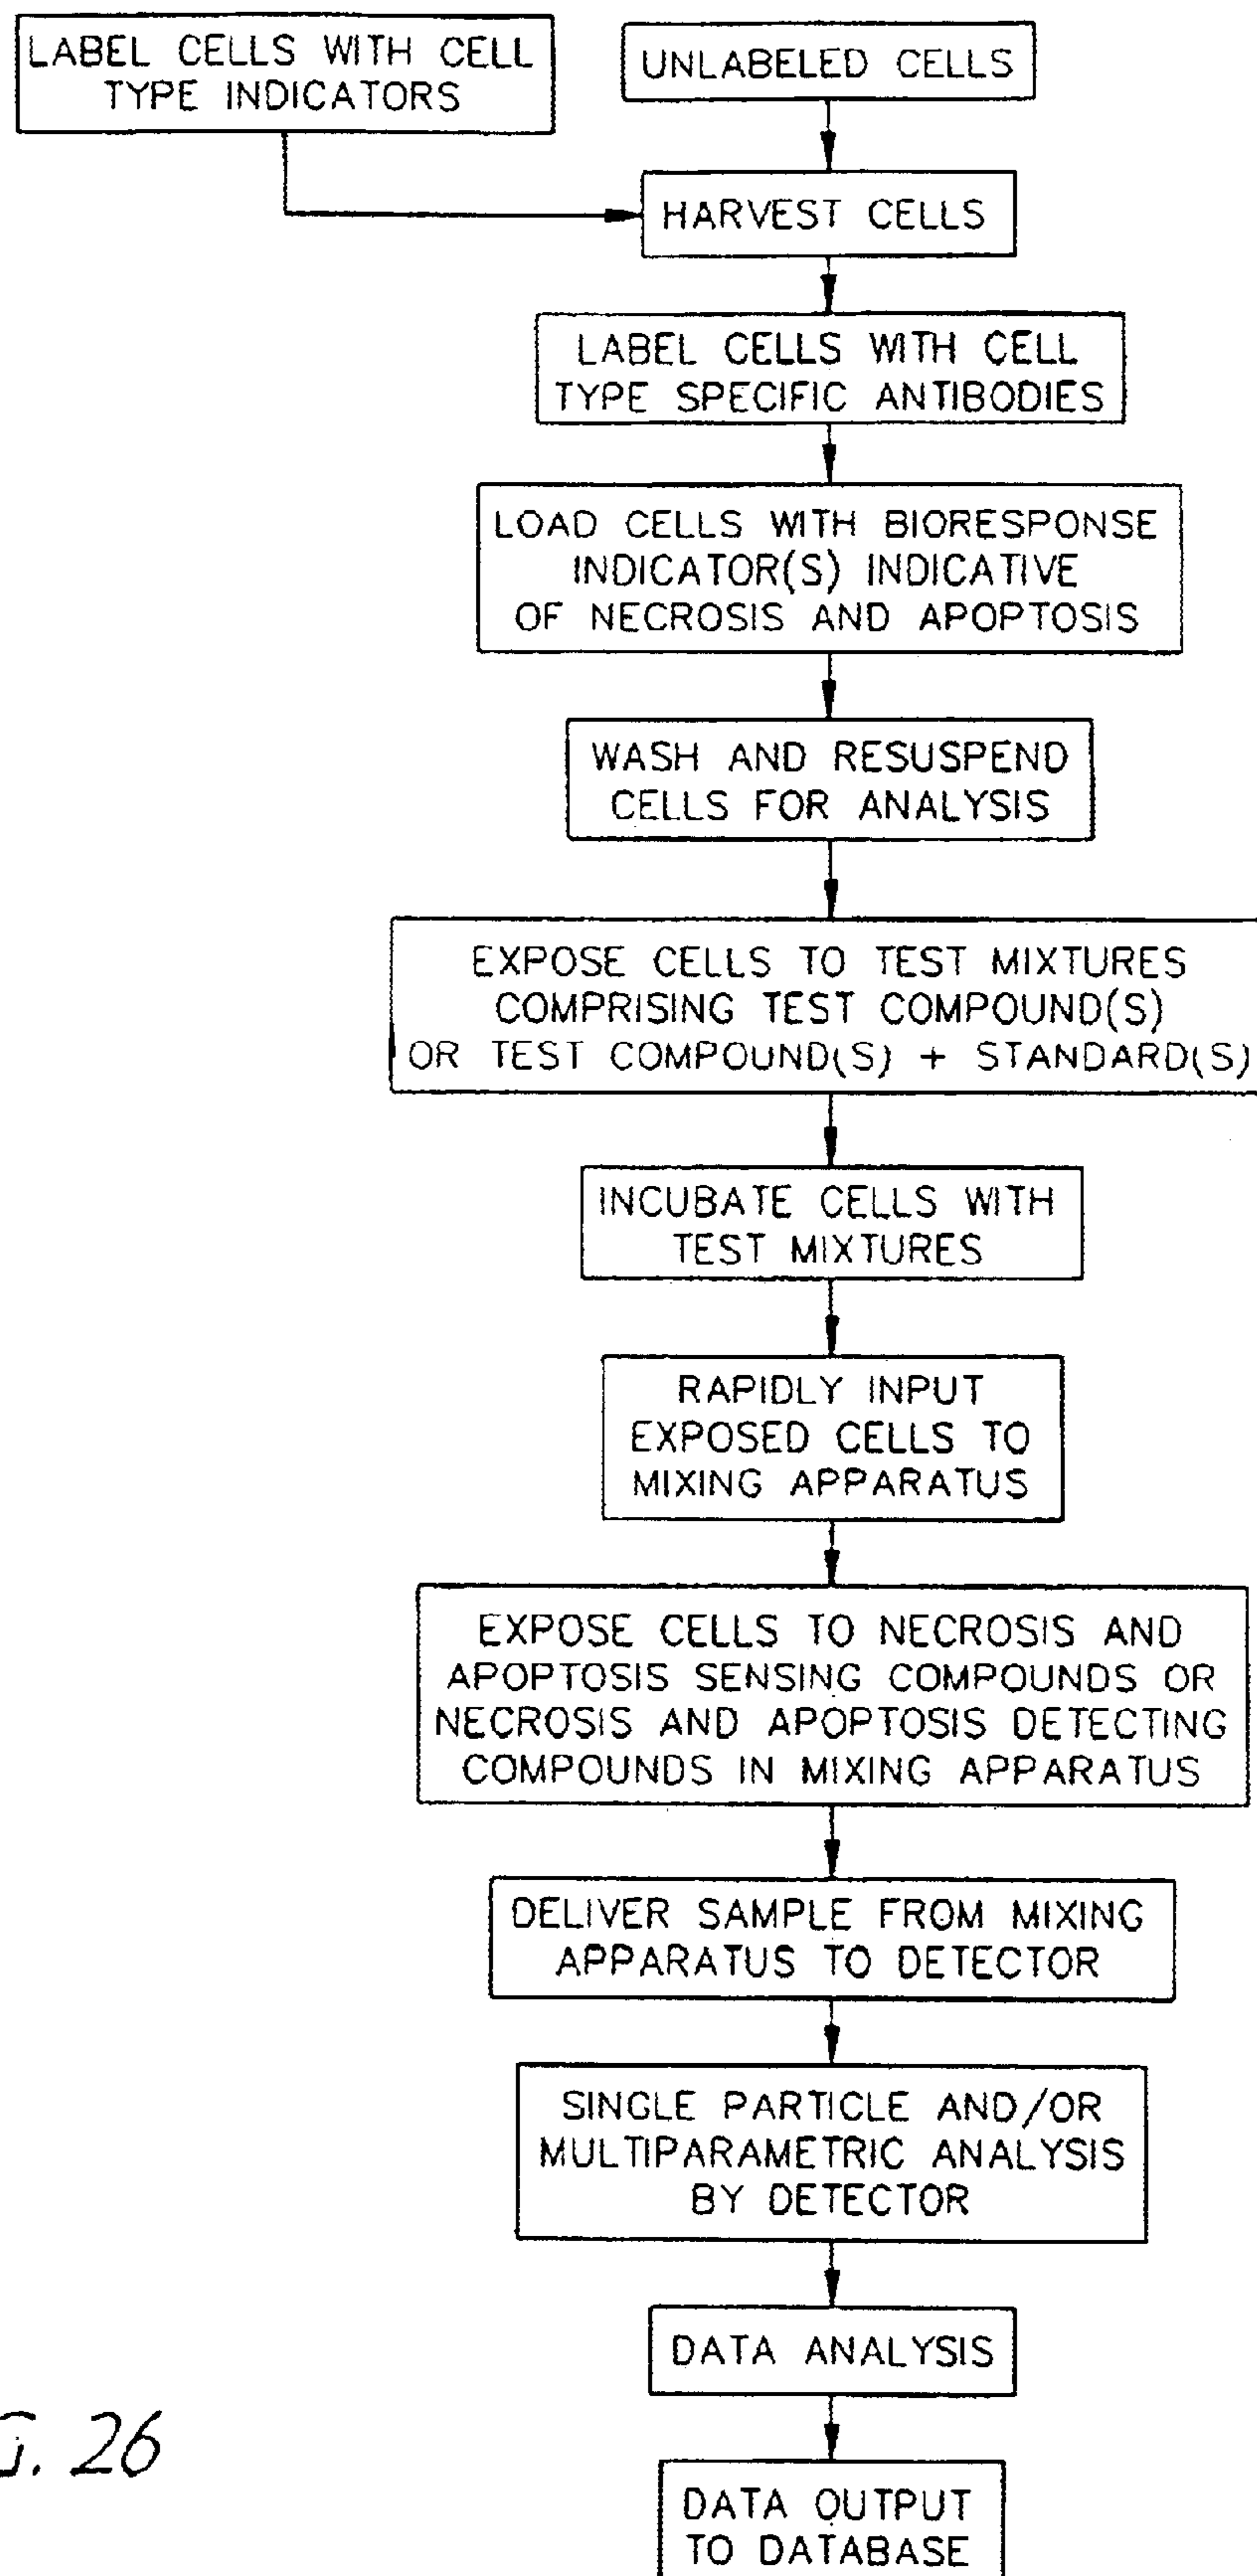 LABEL CELLS WITH CELL
TYPE INDICATORS
UNLABELED CELLS
HARVEST CELLS
LABEL CELLS WITH CELL
TYPE SPECIFIC ANTIBODIES
LOAD CELLS WITH BIORESPONSE
INDICATOR(S) INDICATIVE
OF NECROSIS AND APOPTOSIS
WASH AND RESUSPEND
CELLS FOR ANALYSIS
EXPOSE CELLS TO TEST MIXTURES
COMPRISING TEST COMPOUND(S)
OR TEST COMPOUND(S) + STANDARD(S)
INCUBATE CELLS WITH
TEST MIXTURES
RAPIDLY INPUT
EXPOSED CELLS TO
MIXING APPARATUS
EXPOSE CELLS TO NECROSIS AND
APOPTOSIS SENSING COMPOUNDS OR
NECROSIS AND APOPTOSIS DETECTING
COMPOUNDS IN MIXING APPARATUS
DELIVER SAMPLE FROM MIXING
APPARATUS TO DETECTOR
SINGLE PARTICLE AND/OR
MULTIPARAMETRIC ANALYSIS
BY DETECTOR
DATA ANALYSIS
G. 26
DATA OUTPUT
TO DATABASE